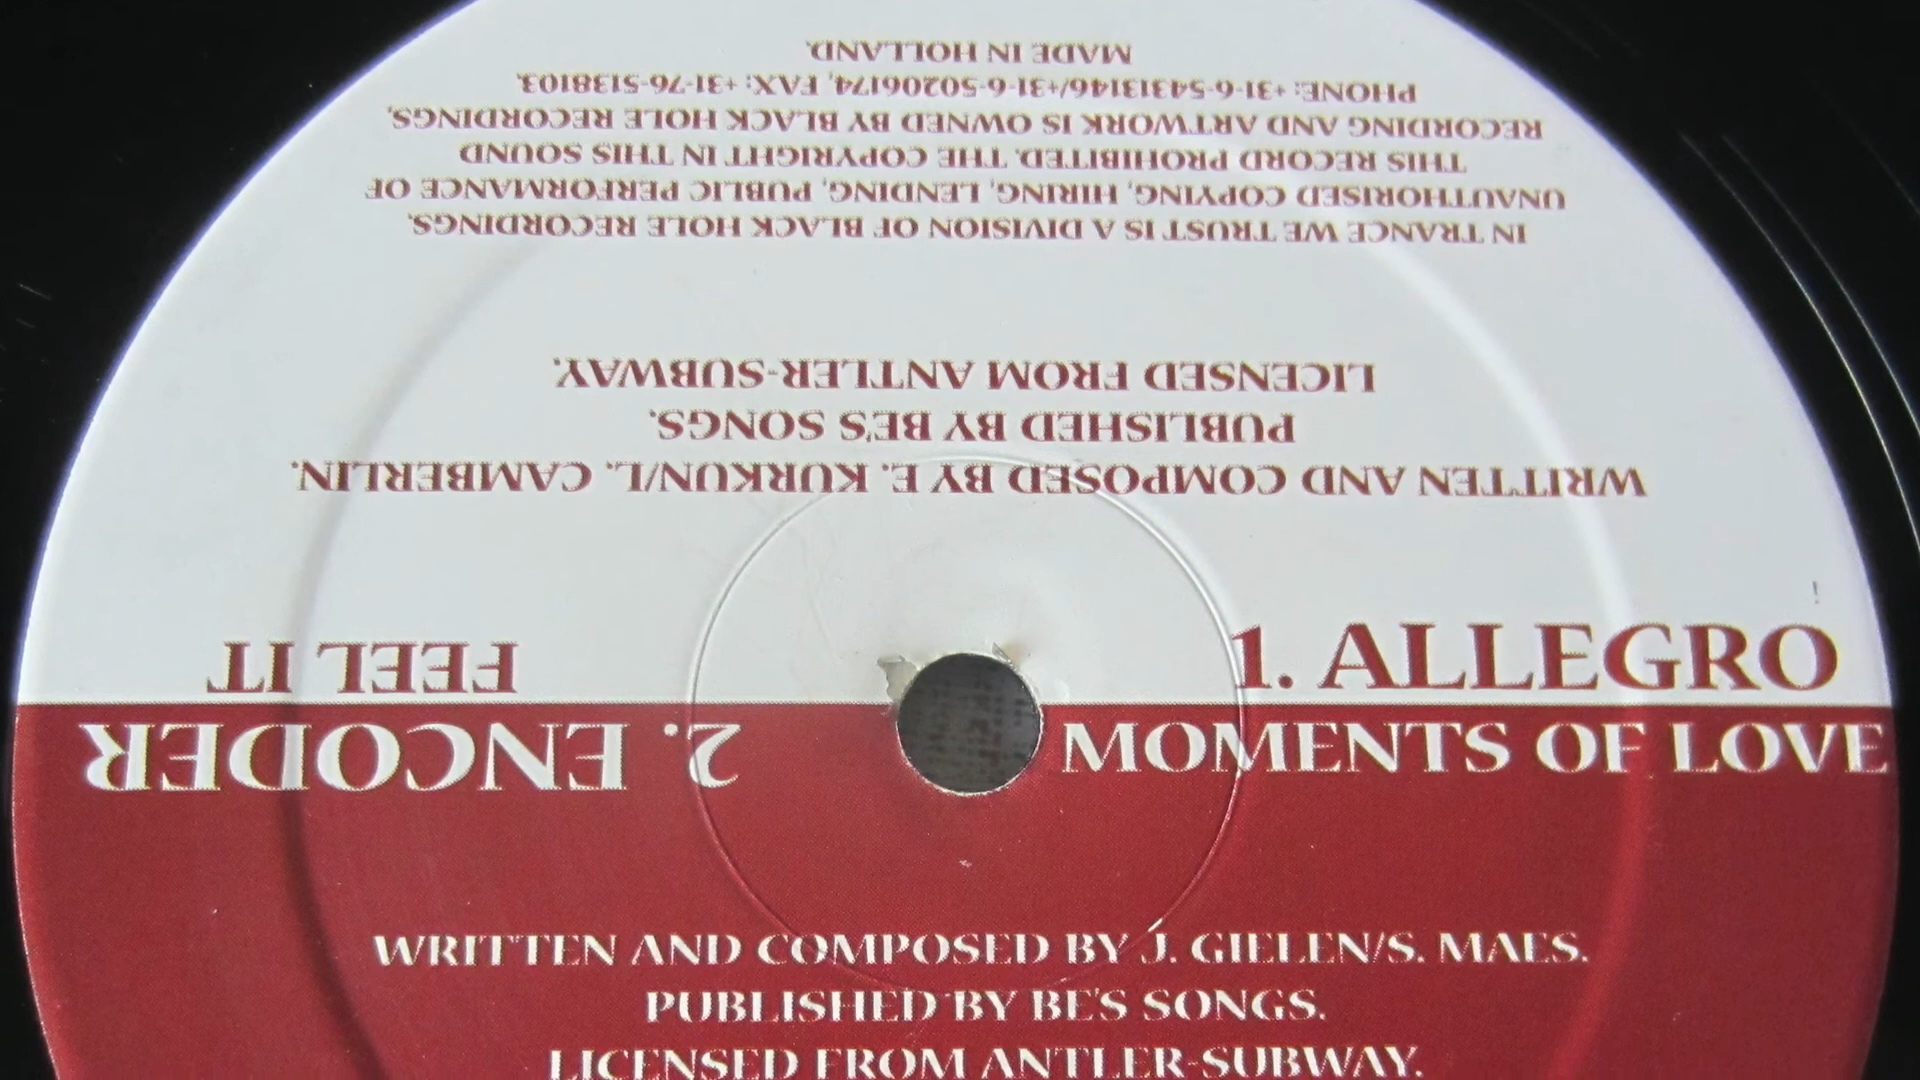 1. ALLEGRO
MOMENTS OF LOVE
WRITTEN AND COMPOSED BY J. GIELEN/S. MAES.
PUBLISHED BY BE'S SONGS.
LICENSED FROM ANTLER-SUBWAY.
2. ENCODER
FEEL IT
WRITTEN AND COMPOSED BY E. KURKUN/L. CAMBERLIN.
PUBLISHED BY BE'S SONGS.
LICENSED FROM ANTLER-SUBWAY.
IN TRANCE WE TRUST IS A DIVISION OF BLACK HOLE RECORDINGS.
UNAUTHORISED COPYING, HIRING, LENDING, PUBLIC PERFORMANCE OF
THIS RECORD PROHIBITED. THE COPYRIGHT IN THIS SOUND
RECORDING AND ARTWORK IS OWNED BY BLACK HOLE RECORDINGS.
PHONE: +31-6-54313146/+31-6-50206174, FAX: +31-76-5138103.
MADE IN HOLLAND.